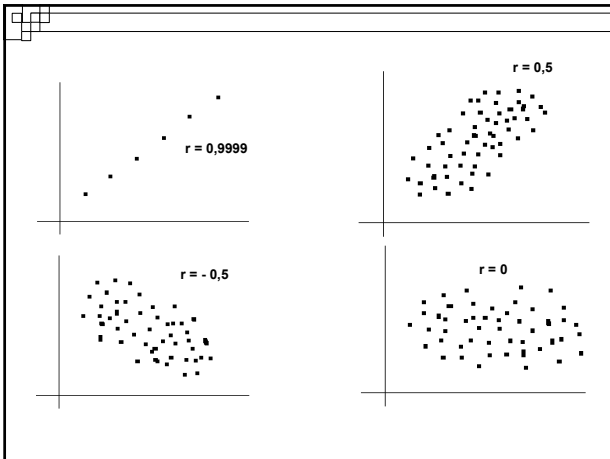 r = 0,9999
r = 0,5
r = - 0,5
r = 0